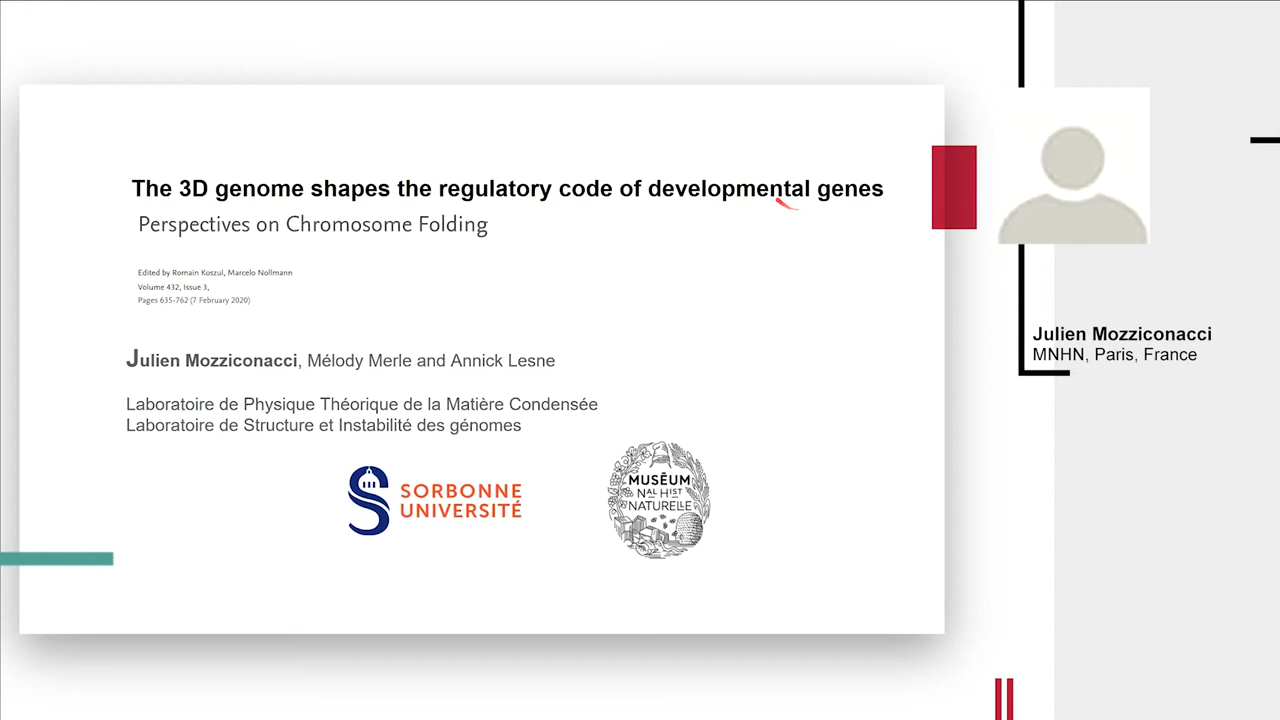 The 3D genome shapes the regulatory code of developmental genes
Perspectives on Chromosome Folding
Edited by Romain Koszul, Marcelo Nollmann
Volume 432, Issue 3,
Pages 635-762 (7 February 2020)
Julien Mozziconacci, Mélody Merle and Annick Lesne
Laboratoire de Physique Théorique de la Matière Condensée
Laboratoire de Structure et Instabilité des génomes
SORBONNE
UNIVERSITÉ
MUSĒUM
NAL HIST
NATURELLE
Julien Mozziconacci
MNHN, Paris, France